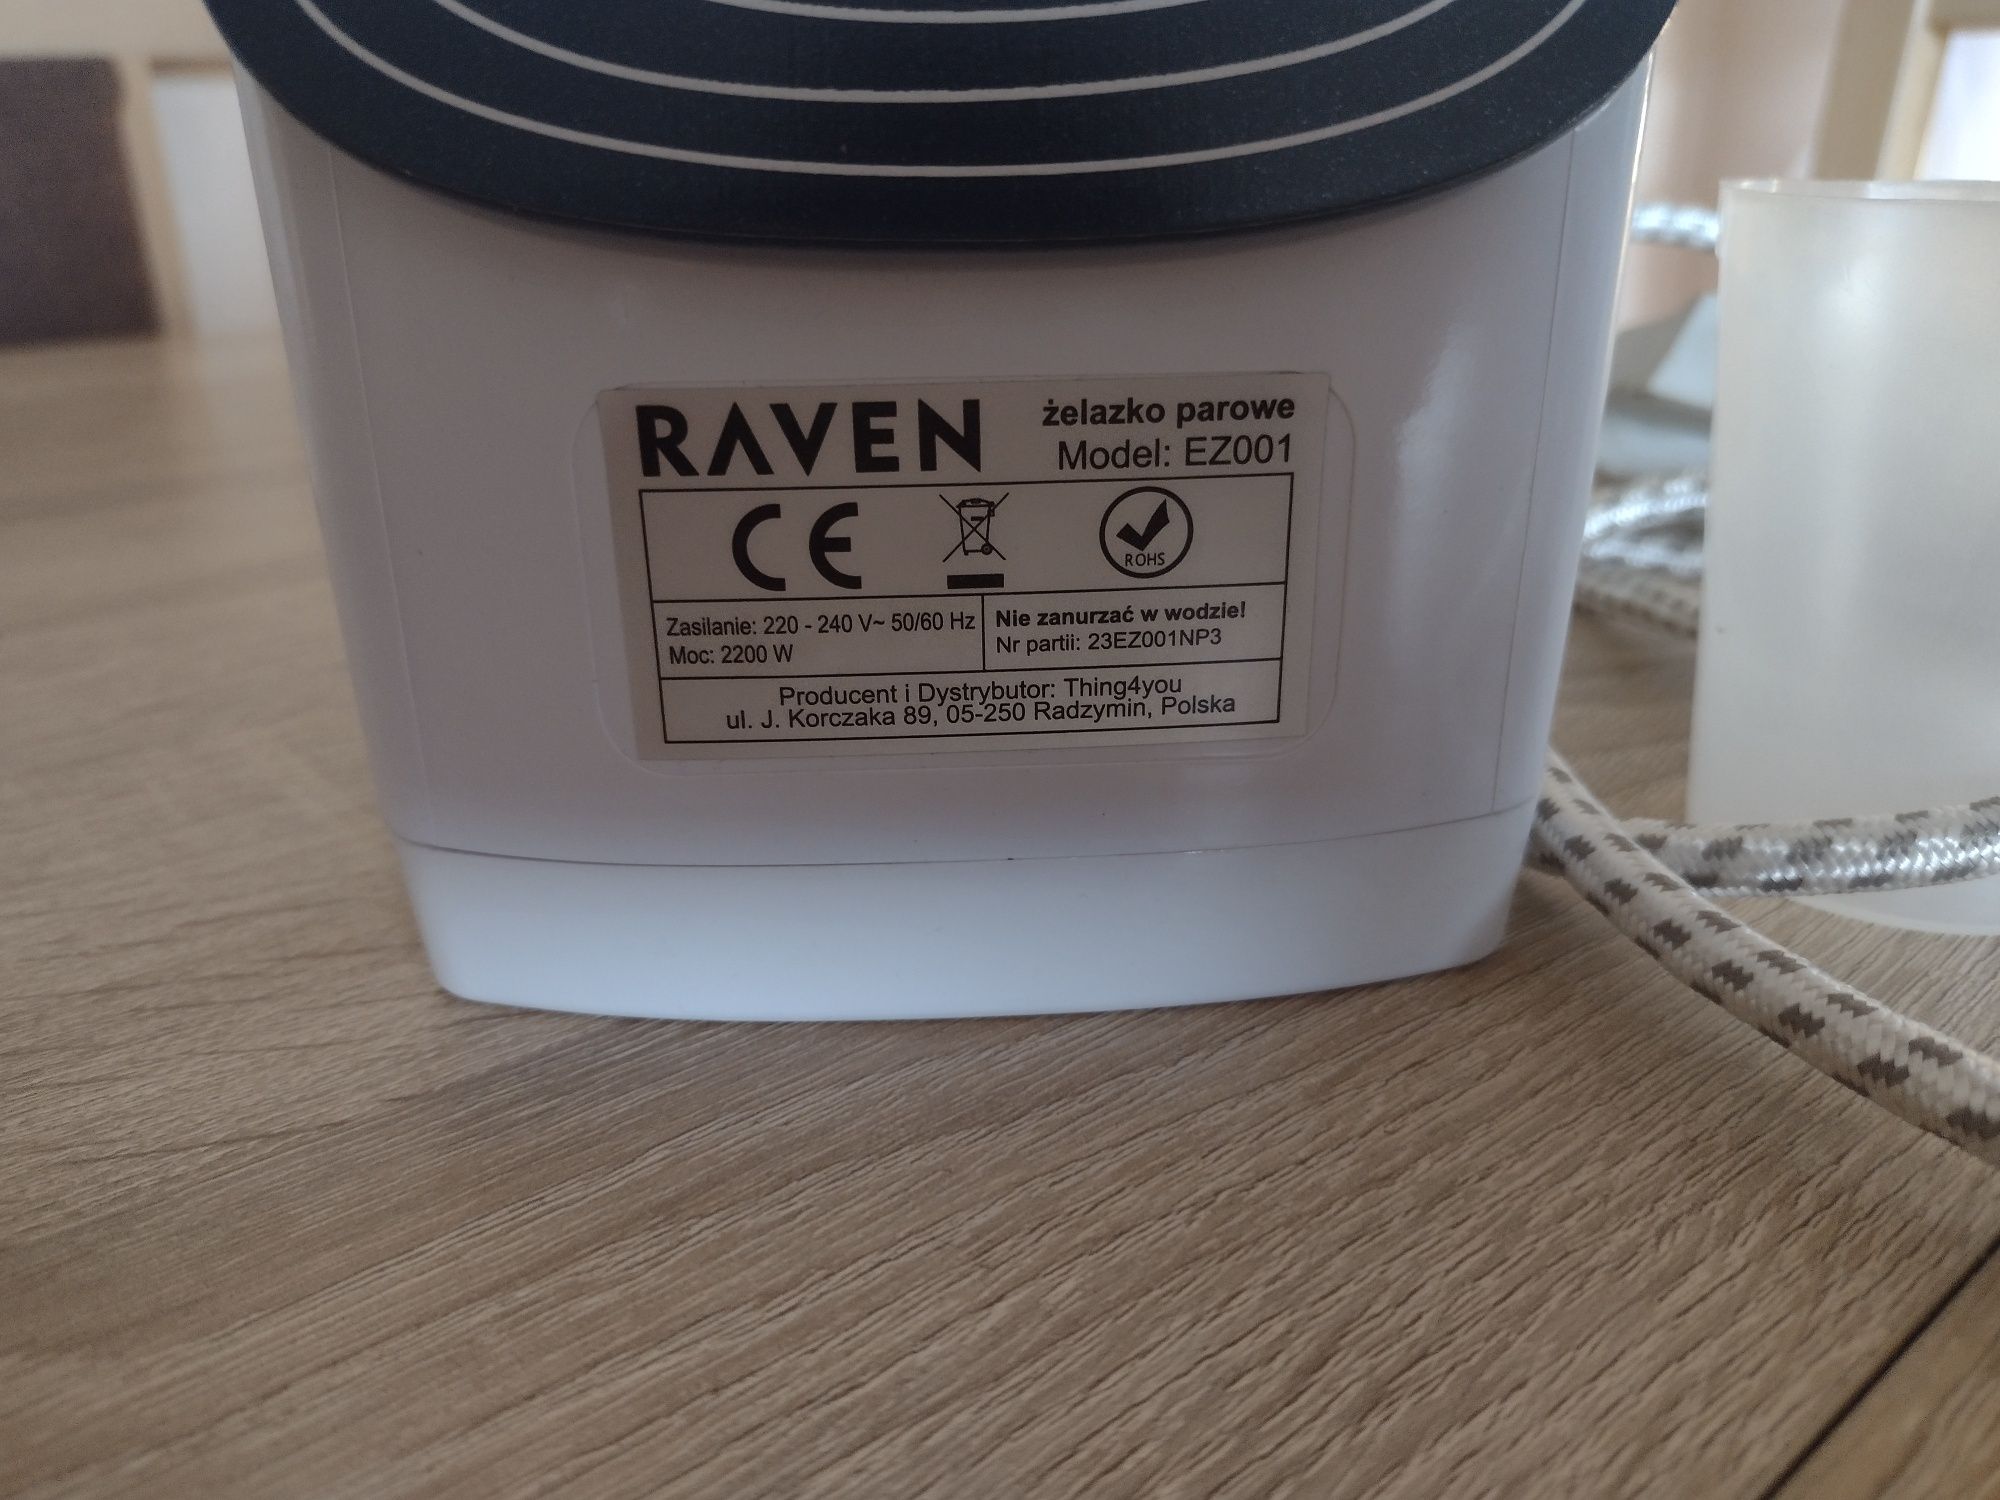 RAVEN
żelazko parowe
Model: EZ001
CE
ROHS
Zasilanie: 220 - 240 V~ 50/60 Hz
Moc: 2200 W
Nie zanurzać w wodzie!
Nr partii: 23EZ001NP3
Producent i Dystrybutor: Thing4you
ul. J. Korczaka 89, 05-250 Radzymin, Polska